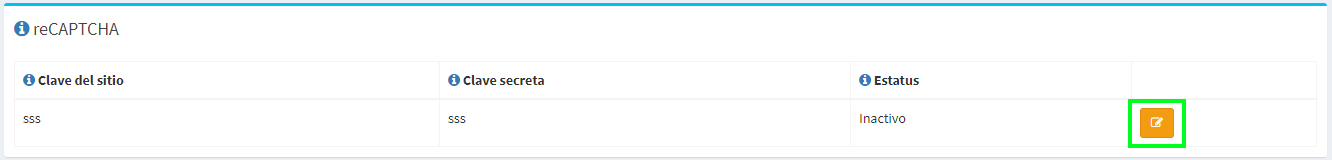 reCAPTCHA
Clave del sitio Clave secreta Estatus
sss sss Inactivo